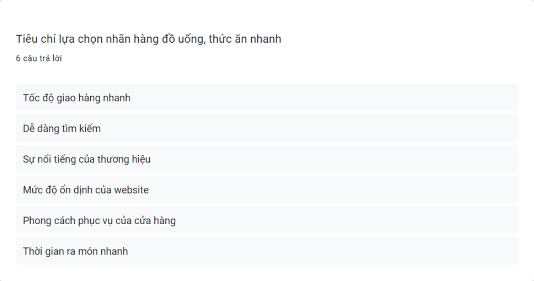 Tiêu chí lựa chọn nhãn hàng đồ uống, thức ăn nhanh
6 câu trả lời
Tốc độ giao hàng nhanh
Dễ dàng tìm kiếm
Sự nổi tiếng của thương hiệu
Mức độ ổn dịnh của website
Phong cách phục vụ của cửa hàng
Thời gian ra món nhanh